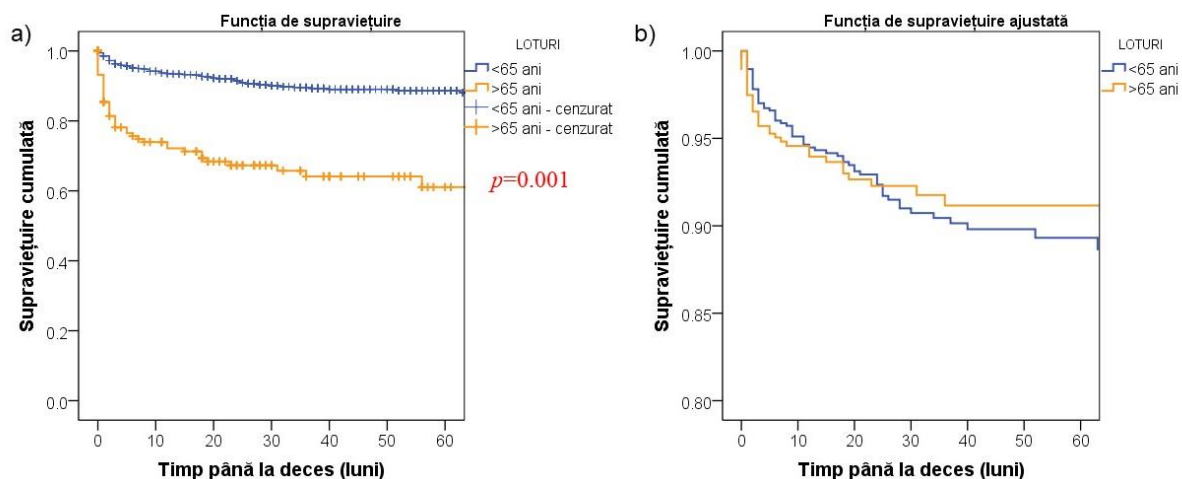 a)
Funcția de supraviețuire
LOTURI
<65 ani
>65 ani
<65 ani - cenzurat
>65 ani - cenzurat
p=0.001
Supraviețuire cumulată
1.0
0.8
0.6
0.4
0.2
0.0
0 10 20 30 40 50 60
Timp până la deces (luni)
b)
Funcția de supraviețuire ajustată
LOTURI
<65 ani
>65 ani
Supraviețuire cumulată
1.00
0.95
0.90
0.85
0.80
0 10 20 30 40 50 60
Timp până la deces (luni)